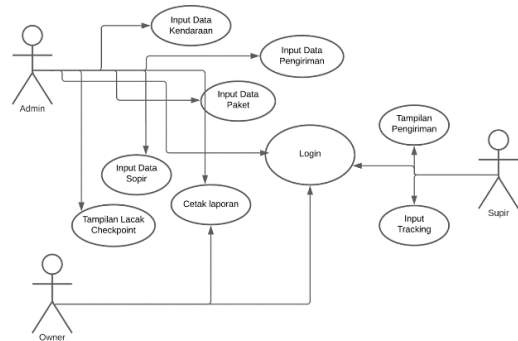 Input Data
Kendaraan
Input Data
Pengiriman
Admin
Input Data
Paket
Tampilan
Pengiriman
Login
Input Data
Sopir
Cetak laporan
Tampilan Lacak
Checkpoint
Input
Tracking
Supir
Owner